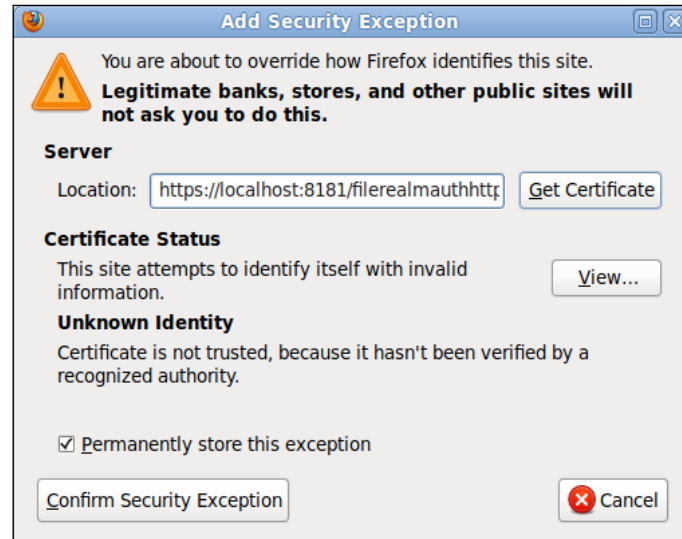 Add Security Exception
You are about to override how Firefox identifies this site.
Legitimate banks, stores, and other public sites will
not ask you to do this.
Server
Location: https://localhost:8181/filerealmauthhttp Get Certificate
Certificate Status
This site attempts to identify itself with invalid
information.
View...
Unknown Identity
Certificate is not trusted, because it hasn't been verified by a
recognized authority.
Permanently store this exception
Confirm Security Exception Cancel